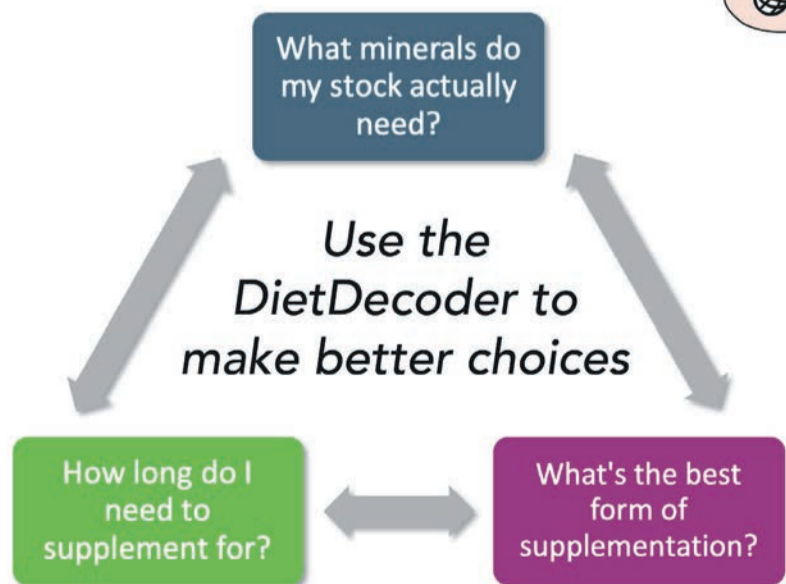 What minerals do
my stock actually
need?
Use the
DietDecoder to
make better choices
How long do I
need to
supplement for?
What's the best
form of
supplementation?